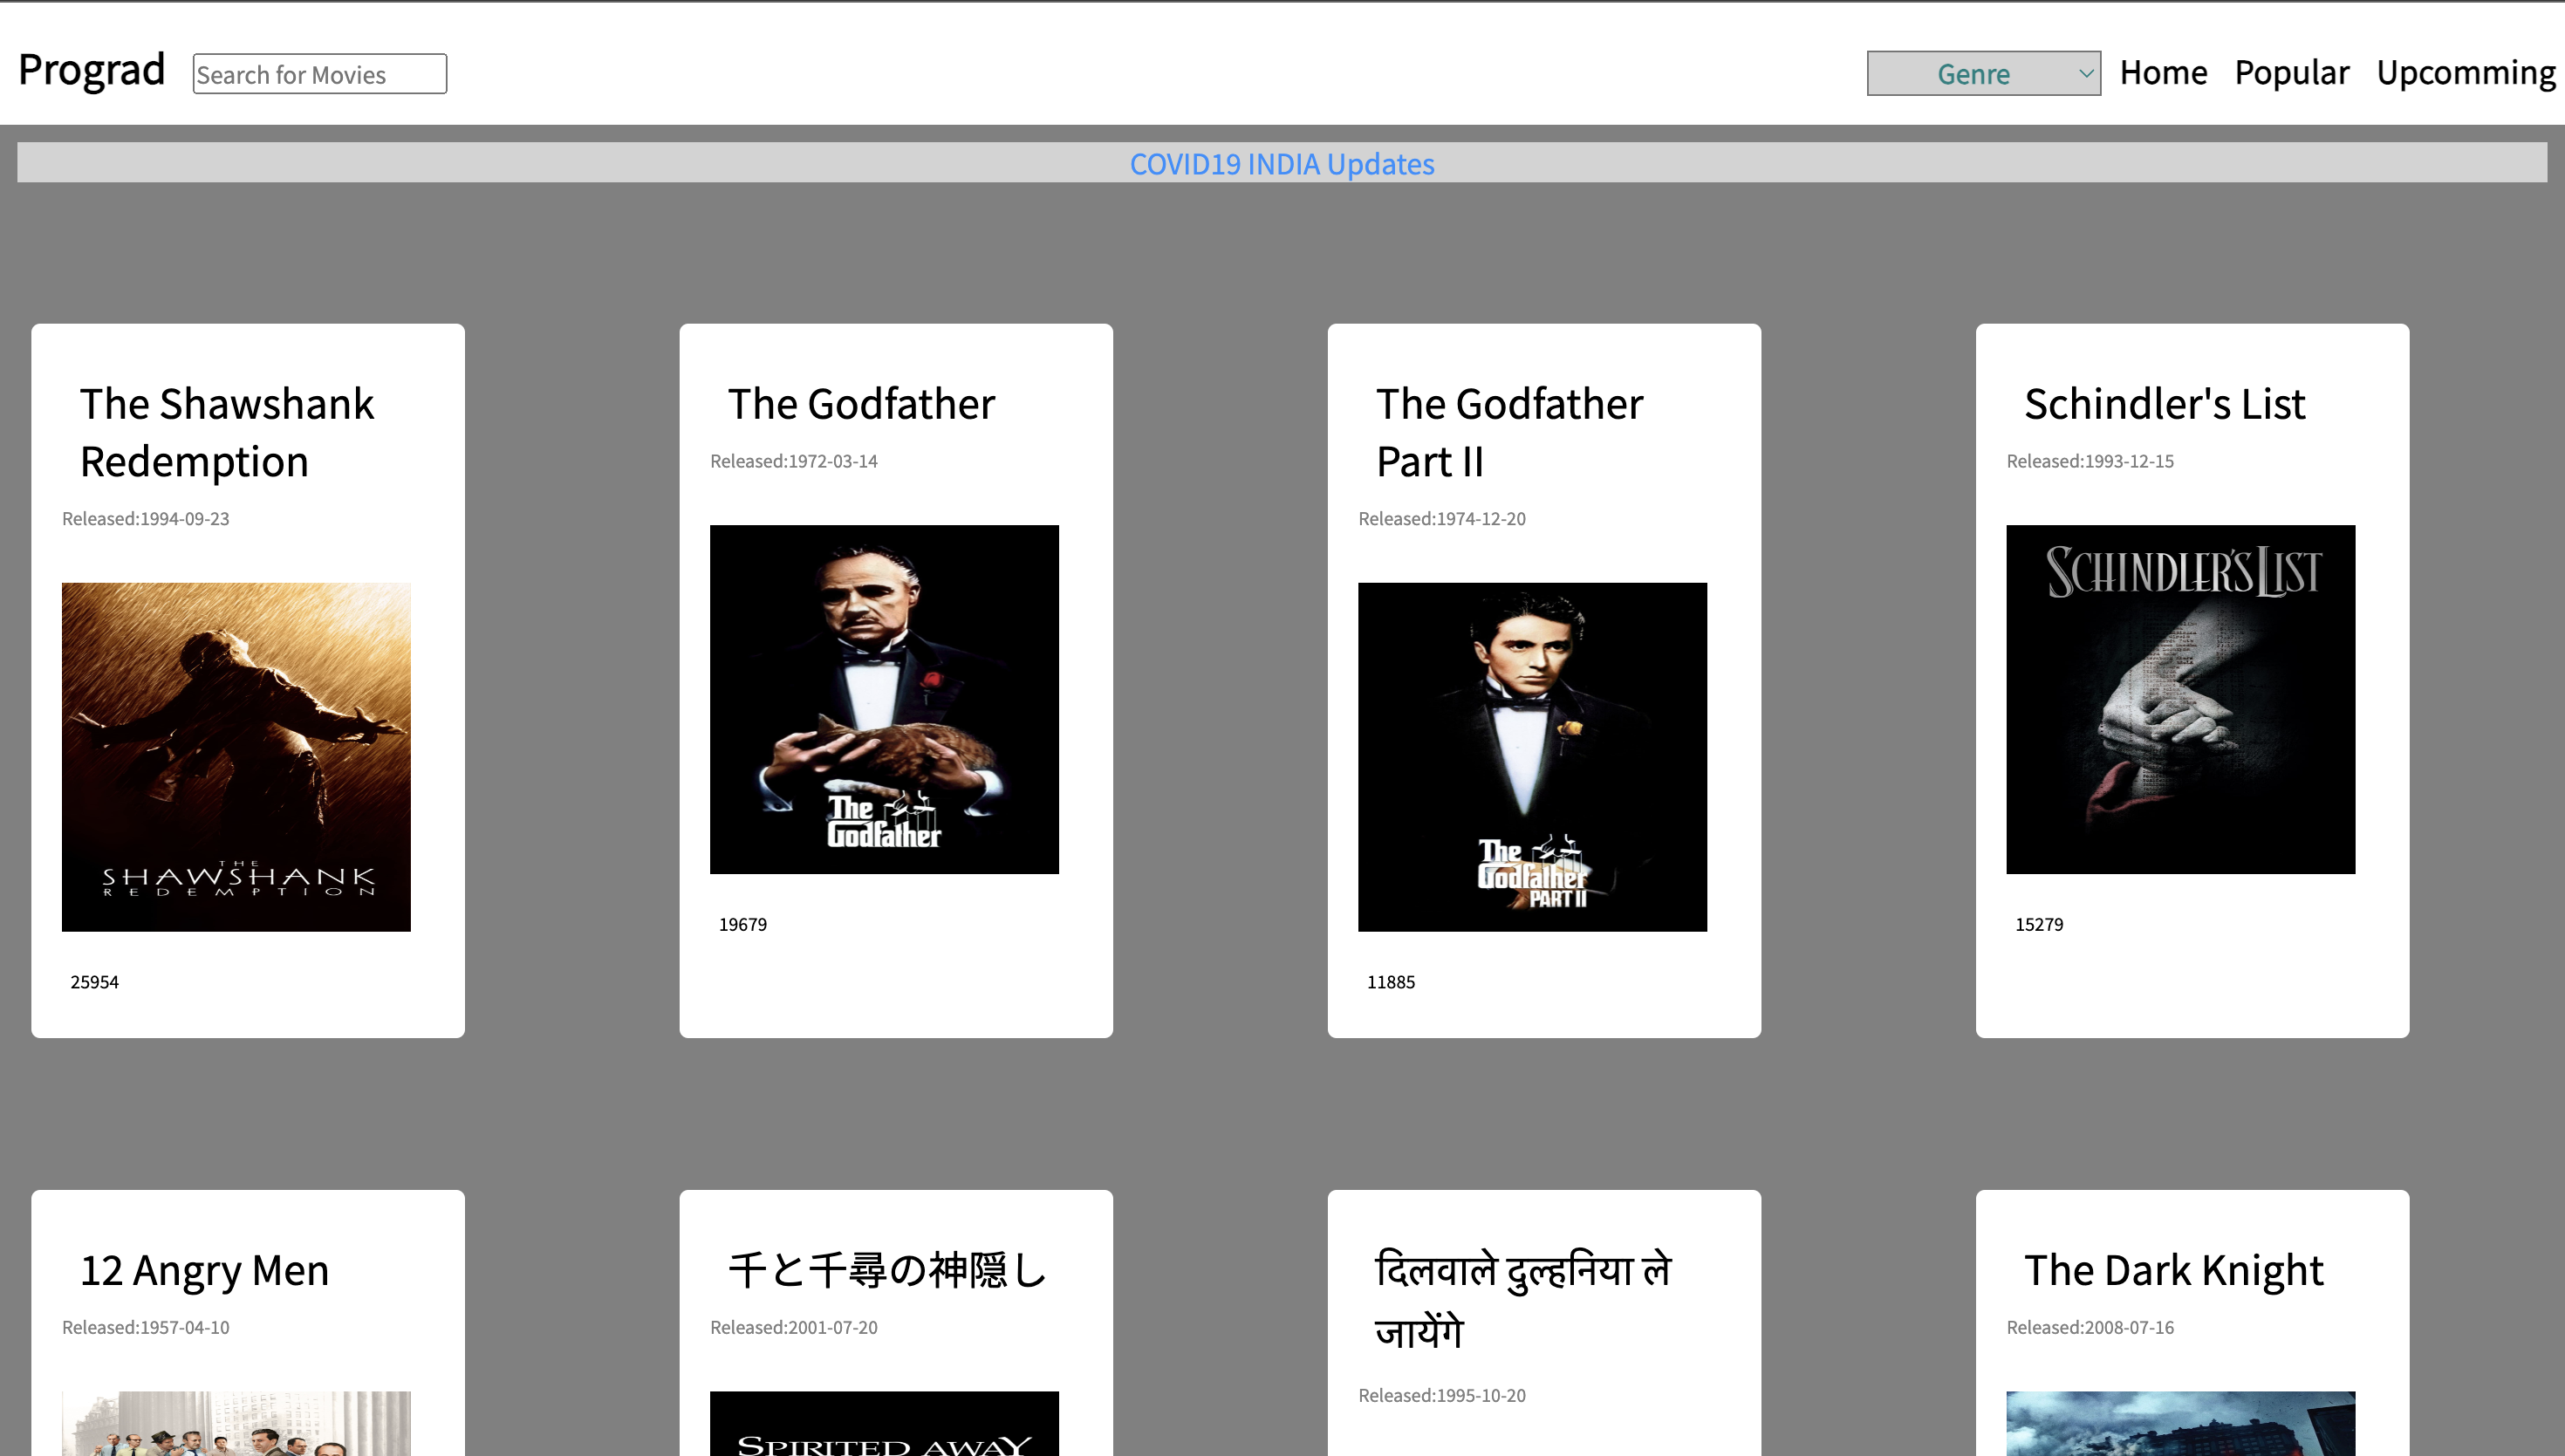 Prograd
Search for Movies
Genre
Home
Popular
Upcomming
COVID19 INDIA Updates
The Shawshank
Redemption
Released:1994-09-23
THE
SHAWSHANK
REDEMPTION
25954
The Godfather
Released:1972-03-14
The
Godfather
19679
The Godfather
Part II
Released:1974-12-20
The
Godfather
PART II
11885
Schindler's List
Released:1993-12-15
SCHINDLER'S LIST
15279
12 Angry Men
Released:1957-04-10
千と千尋の神隠し
Released:2001-07-20
SPIRITED AWAY
दिलवाले दुल्हनिया ले
जायेंगे
Released:1995-10-20
The Dark Knight
Released:2008-07-16